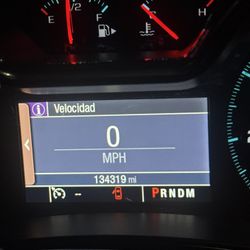 E 1/2 F
H
i Velocidad
0
MPH
134319 mi
-- PRNDM